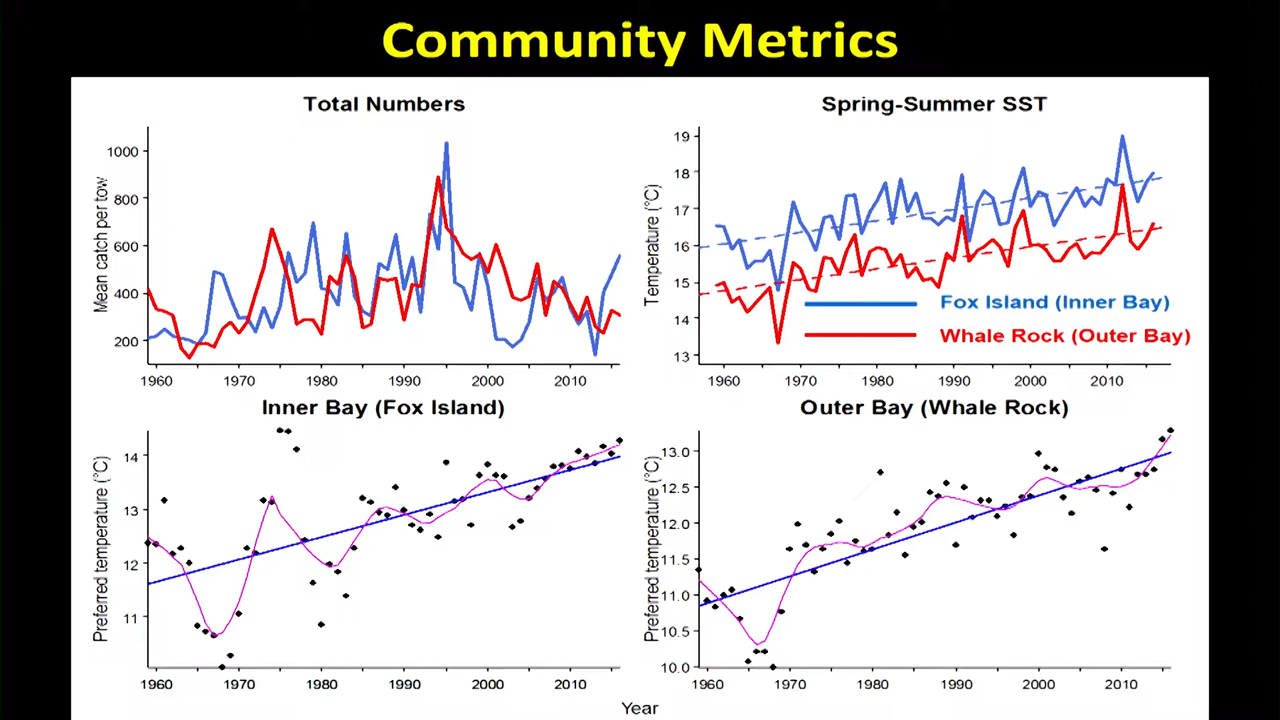 Community Metrics
Total Numbers
Mean catch per tow
1000
800
600
400
200
1960 1970 1980 1990 2000 2010
Spring-Summer SST
Temperature (°C)
19
18
17
16
15
14
13
Fox Island (Inner Bay)
Whale Rock (Outer Bay)
1960 1970 1980 1990 2000 2010
Inner Bay (Fox Island)
Preferred temperature (°C)
14
13
12
11
1960 1970 1980 1990 2000 2010
Outer Bay (Whale Rock)
Preferred temperature (°C)
13.0
12.5
12.0
11.5
11.0
10.5
10.0
1960 1970 1980 1990 2000 2010
Year